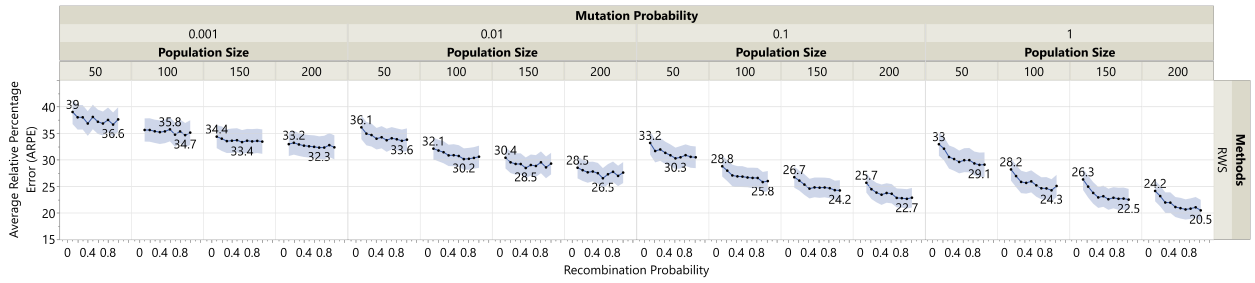 Mutation Probability
0.001 0.01 0.1 1
Population Size Population Size Population Size Population Size
50 100 150 200 50 100 150 200 50 100 150 200 50 100 150 200
Average Relative Percentage
Error (ARPE)
40
35
30
25
20
15
39 36.6 35.8 34.7 34.4 33.4 33.2 32.3 36.1 33.6 32.1 30.2 30.4 28.5 28.5 26.5 33.2 30.3 28.8 25.8 26.7 24.2 25.7 22.7 33 29.1 28.2 24.3 26.3 22.5 24.2 20.5
RWS
Methods
0 0.4 0.8 0 0.4 0.8 0 0.4 0.8 0 0.4 0.8 0 0.4 0.8 0 0.4 0.8 0 0.4 0.8 0 0.4 0.8 0 0.4 0.8 0 0.4 0.8 0 0.4 0.8 0 0.4 0.8 0 0.4 0.8 0 0.4 0.8 0 0.4 0.8 0 0.4 0.8
Recombination Probability